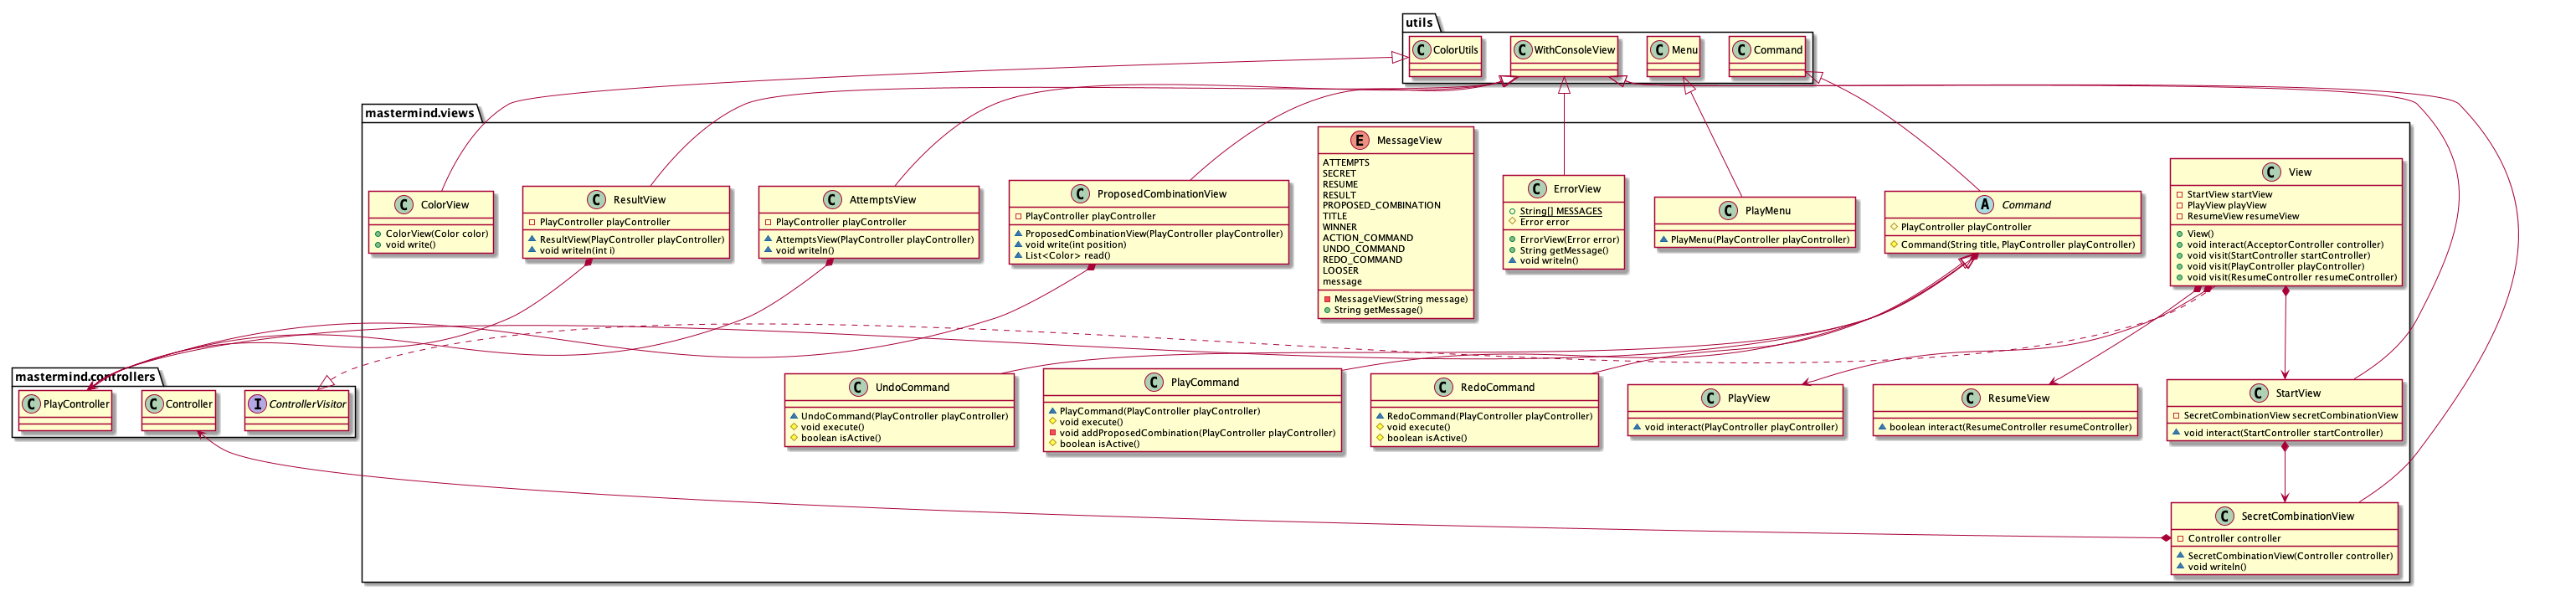 utils
ColorUtils
WithConsoleView
Menu
Command
mastermind.views
ColorView
ColorView(Color color)
void write()
ResultView
PlayController playController
ResultView(PlayController playController)
void writeln(int i)
AttemptsView
PlayController playController
AttemptsView(PlayController playController)
void writeln()
ProposedCombinationView
PlayController playController
ProposedCombinationView(PlayController playController)
void write(int position)
List<Color> read()
MessageView
ATTEMPTS
SECRET
RESUME
RESULT
PROPOSED_COMBINATION
TITLE
WINNER
ACTION_COMMAND
UNDO_COMMAND
REDO_COMMAND
LOOSER
message
MessageView(String message)
String getMessage()
ErrorView
String[] MESSAGES
Error error
ErrorView(Error error)
String getMessage()
void writeln()
PlayMenu
PlayMenu(PlayController playController)
Command
PlayController playController
Command(String title, PlayController playController)
View
StartView startView
PlayView playView
ResumeView resumeView
View()
void interact(AcceptorController controller)
void visit(StartController startController)
void visit(PlayController playController)
void visit(ResumeController resumeController)
mastermind.controllers
PlayController
Controller
ControllerVisitor
UndoCommand
UndoCommand(PlayController playController)
void execute()
boolean isActive()
PlayCommand
PlayCommand(PlayController playController)
void execute()
void addProposedCombination(PlayController playController)
boolean isActive()
RedoCommand
RedoCommand(PlayController playController)
void execute()
boolean isActive()
PlayView
void interact(PlayController playController)
ResumeView
boolean interact(ResumeController resumeController)
StartView
SecretCombinationView secretCombinationView
void interact(StartController startController)
SecretCombinationView
Controller controller
SecretCombinationView(Controller controller)
void writeln()